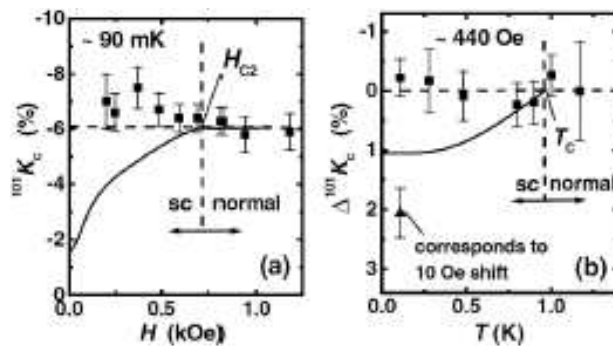 ~ 90 mK
H_C2
¹⁰¹K_c (%)
-10
-8
-6
-4
-2
0
sc normal
(a)
0.0 0.5 1.0
H (kOe)
~ 440 Oe
T_C
Δ ¹⁰¹K_c (%)
-1
0
1
2
3
sc normal
corresponds to
10 Oe shift
(b)
0.0 0.5 1.0
T (K)